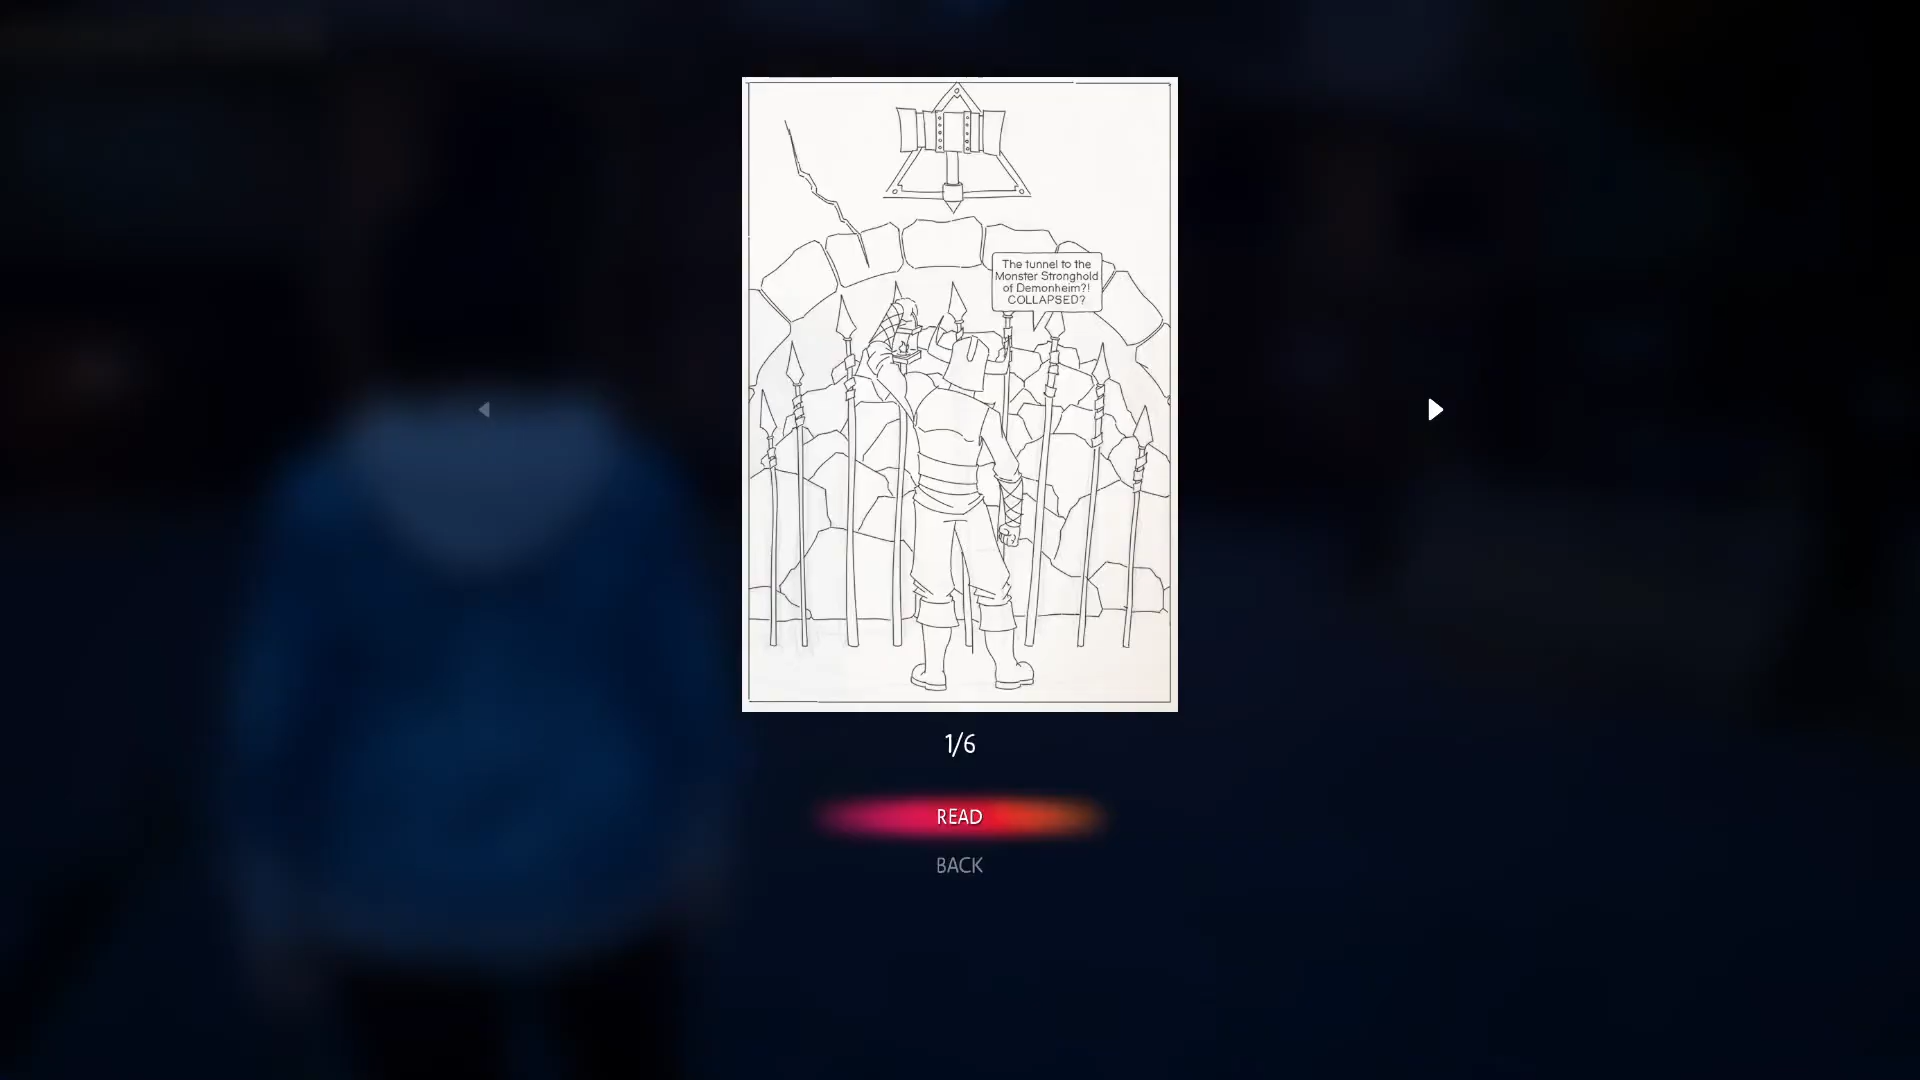 The tunnel to the
Monster Stronghold
of Demonheim?!
COLLAPSED?
1/6
READ
BACK